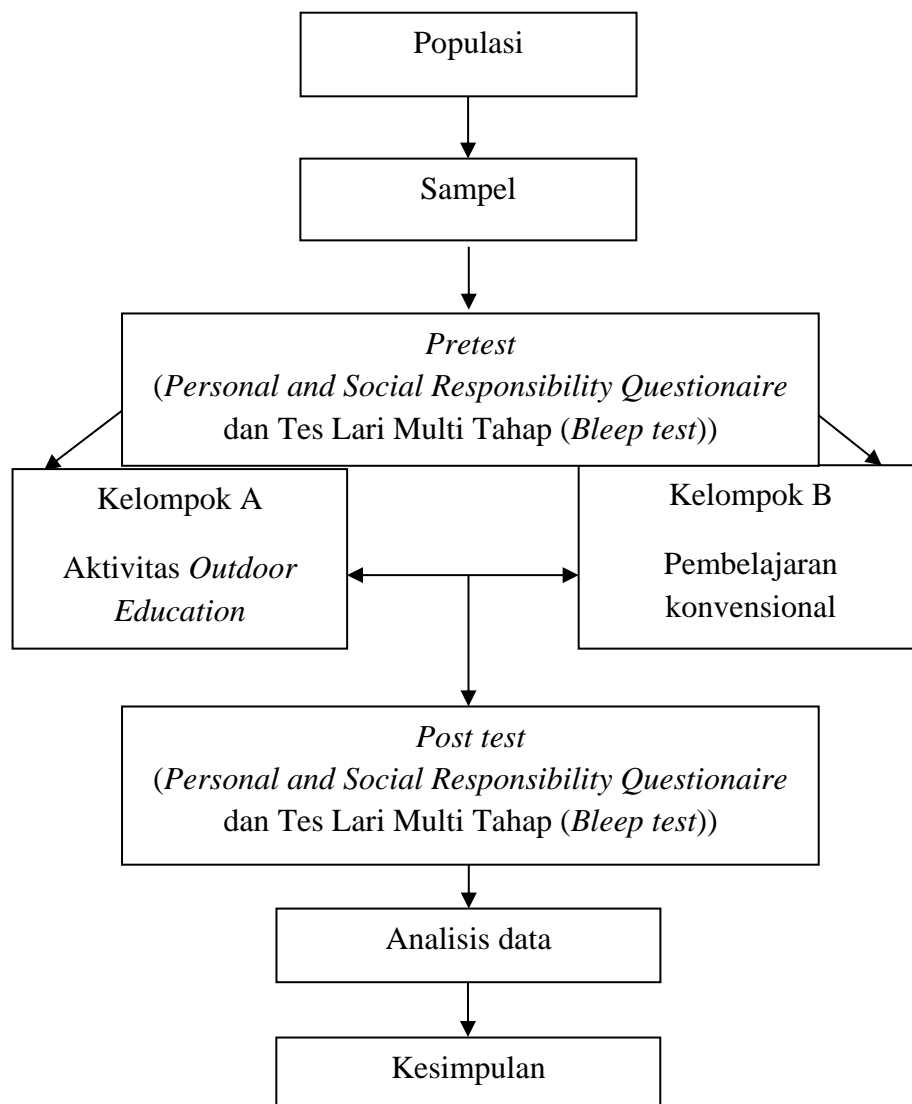 Populasi
Sampel
Pretest
(Personal and Social Responsibility Questionaire
dan Tes Lari Multi Tahap (Bleep test))
Kelompok A
Aktivitas Outdoor
Education
Kelompok B
Pembelajaran
konvensional
Post test
(Personal and Social Responsibility Questionaire
dan Tes Lari Multi Tahap (Bleep test))
Analisis data
Kesimpulan